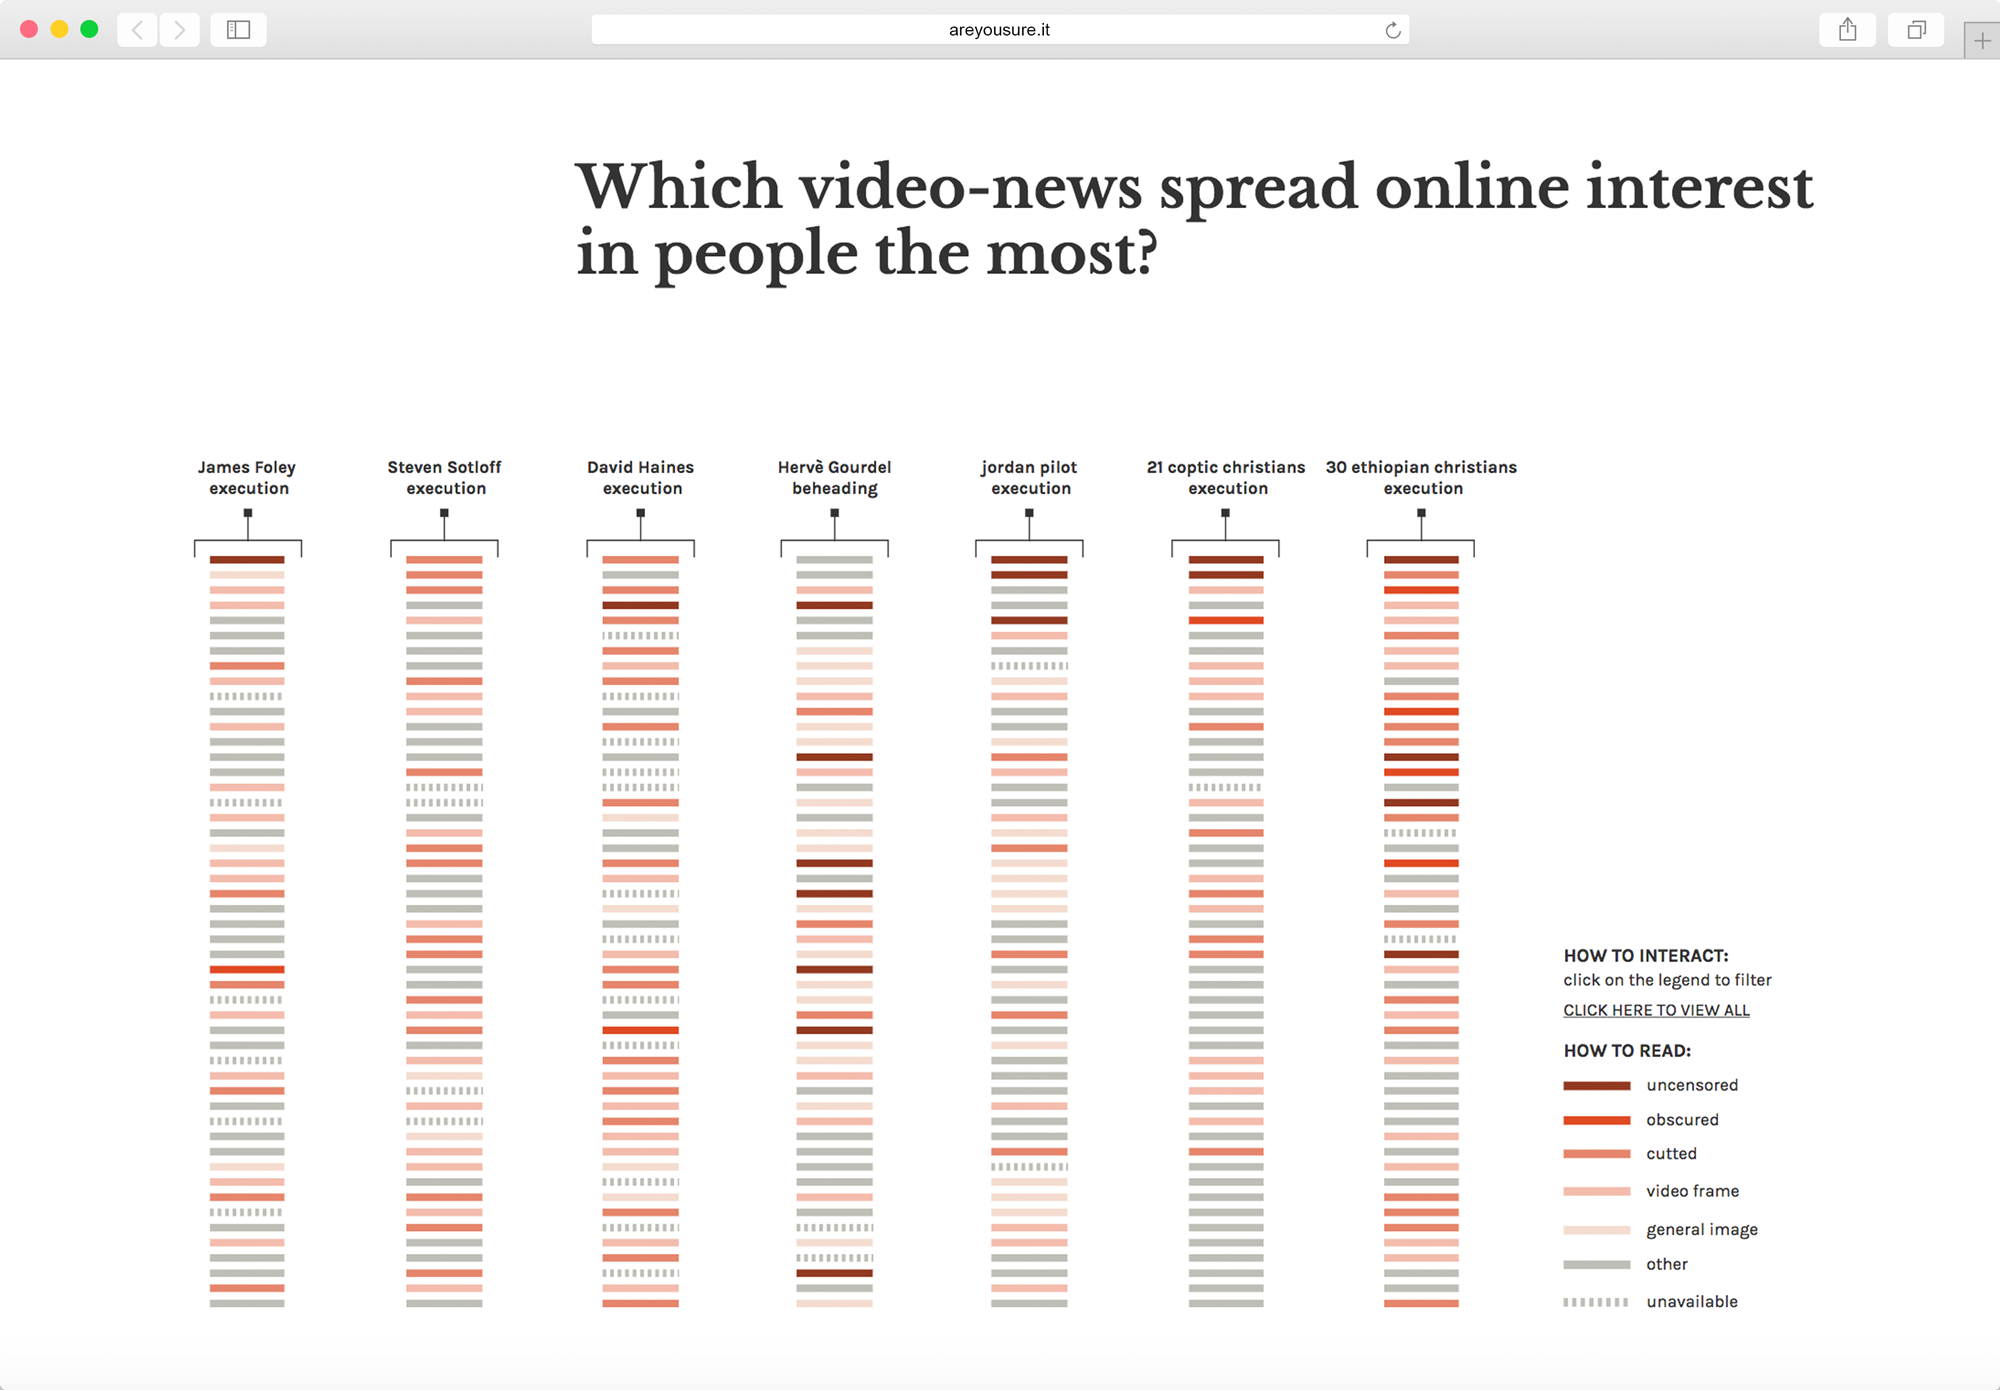 areyousure.it
Which video-news spread online interest
in people the most?
James Foley
execution
Steven Sotloff
execution
David Haines
execution
Hervè Gourdel
beheading
jordan pilot
execution
21 coptic christians
execution
30 ethiopian christians
execution
HOW TO INTERACT:
click on the legend to filter
CLICK HERE TO VIEW ALL
HOW TO READ:
uncensored
obscured
cutted
video frame
general image
other
unavailable